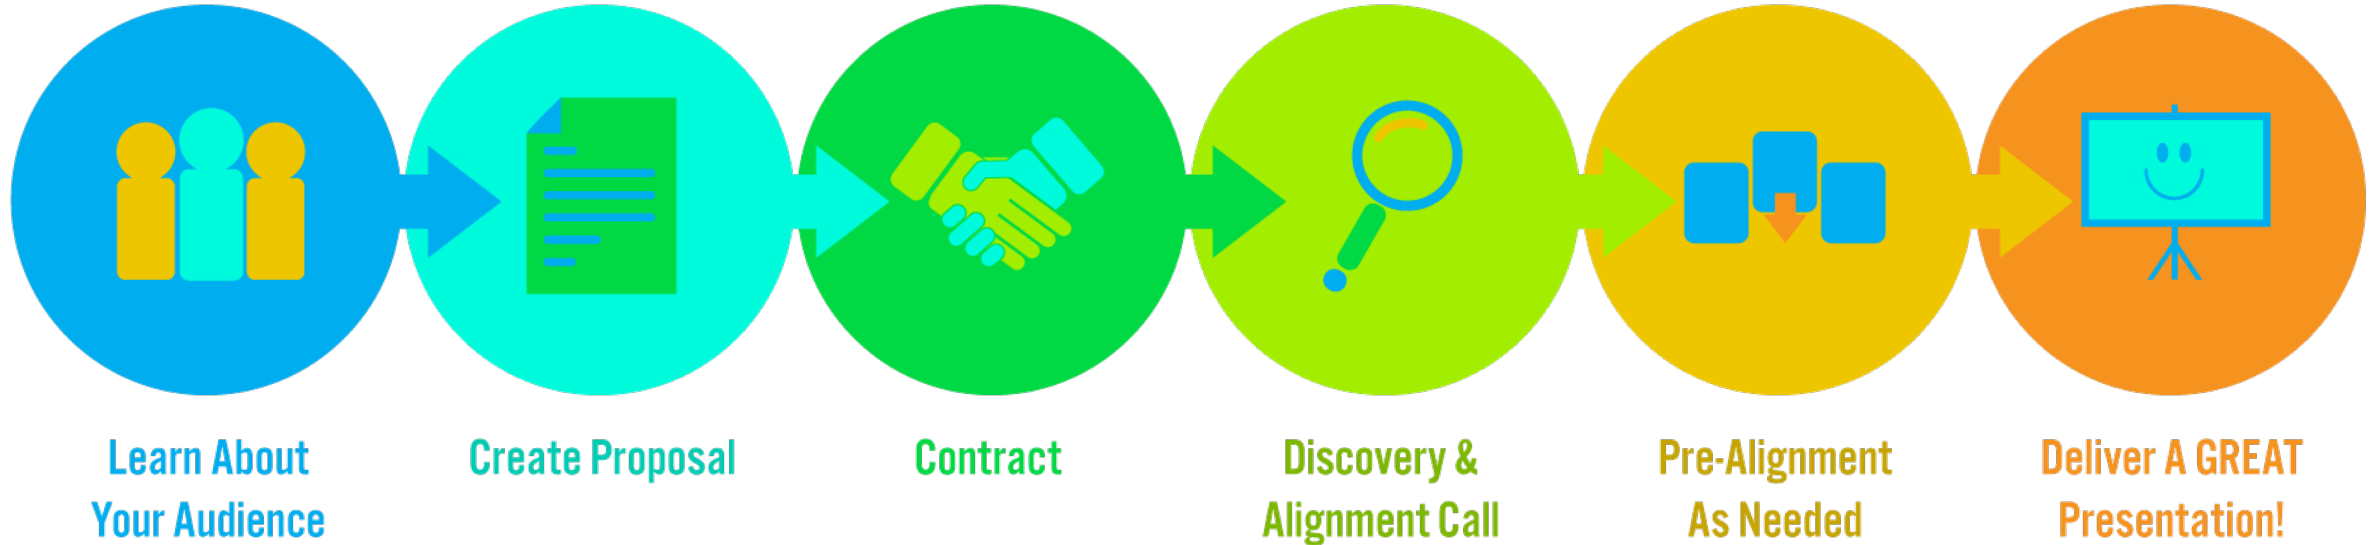 Learn About
Your Audience
Create Proposal
Contract
Discovery &
Alignment Call
Pre-Alignment
As Needed
Deliver A GREAT
Presentation!